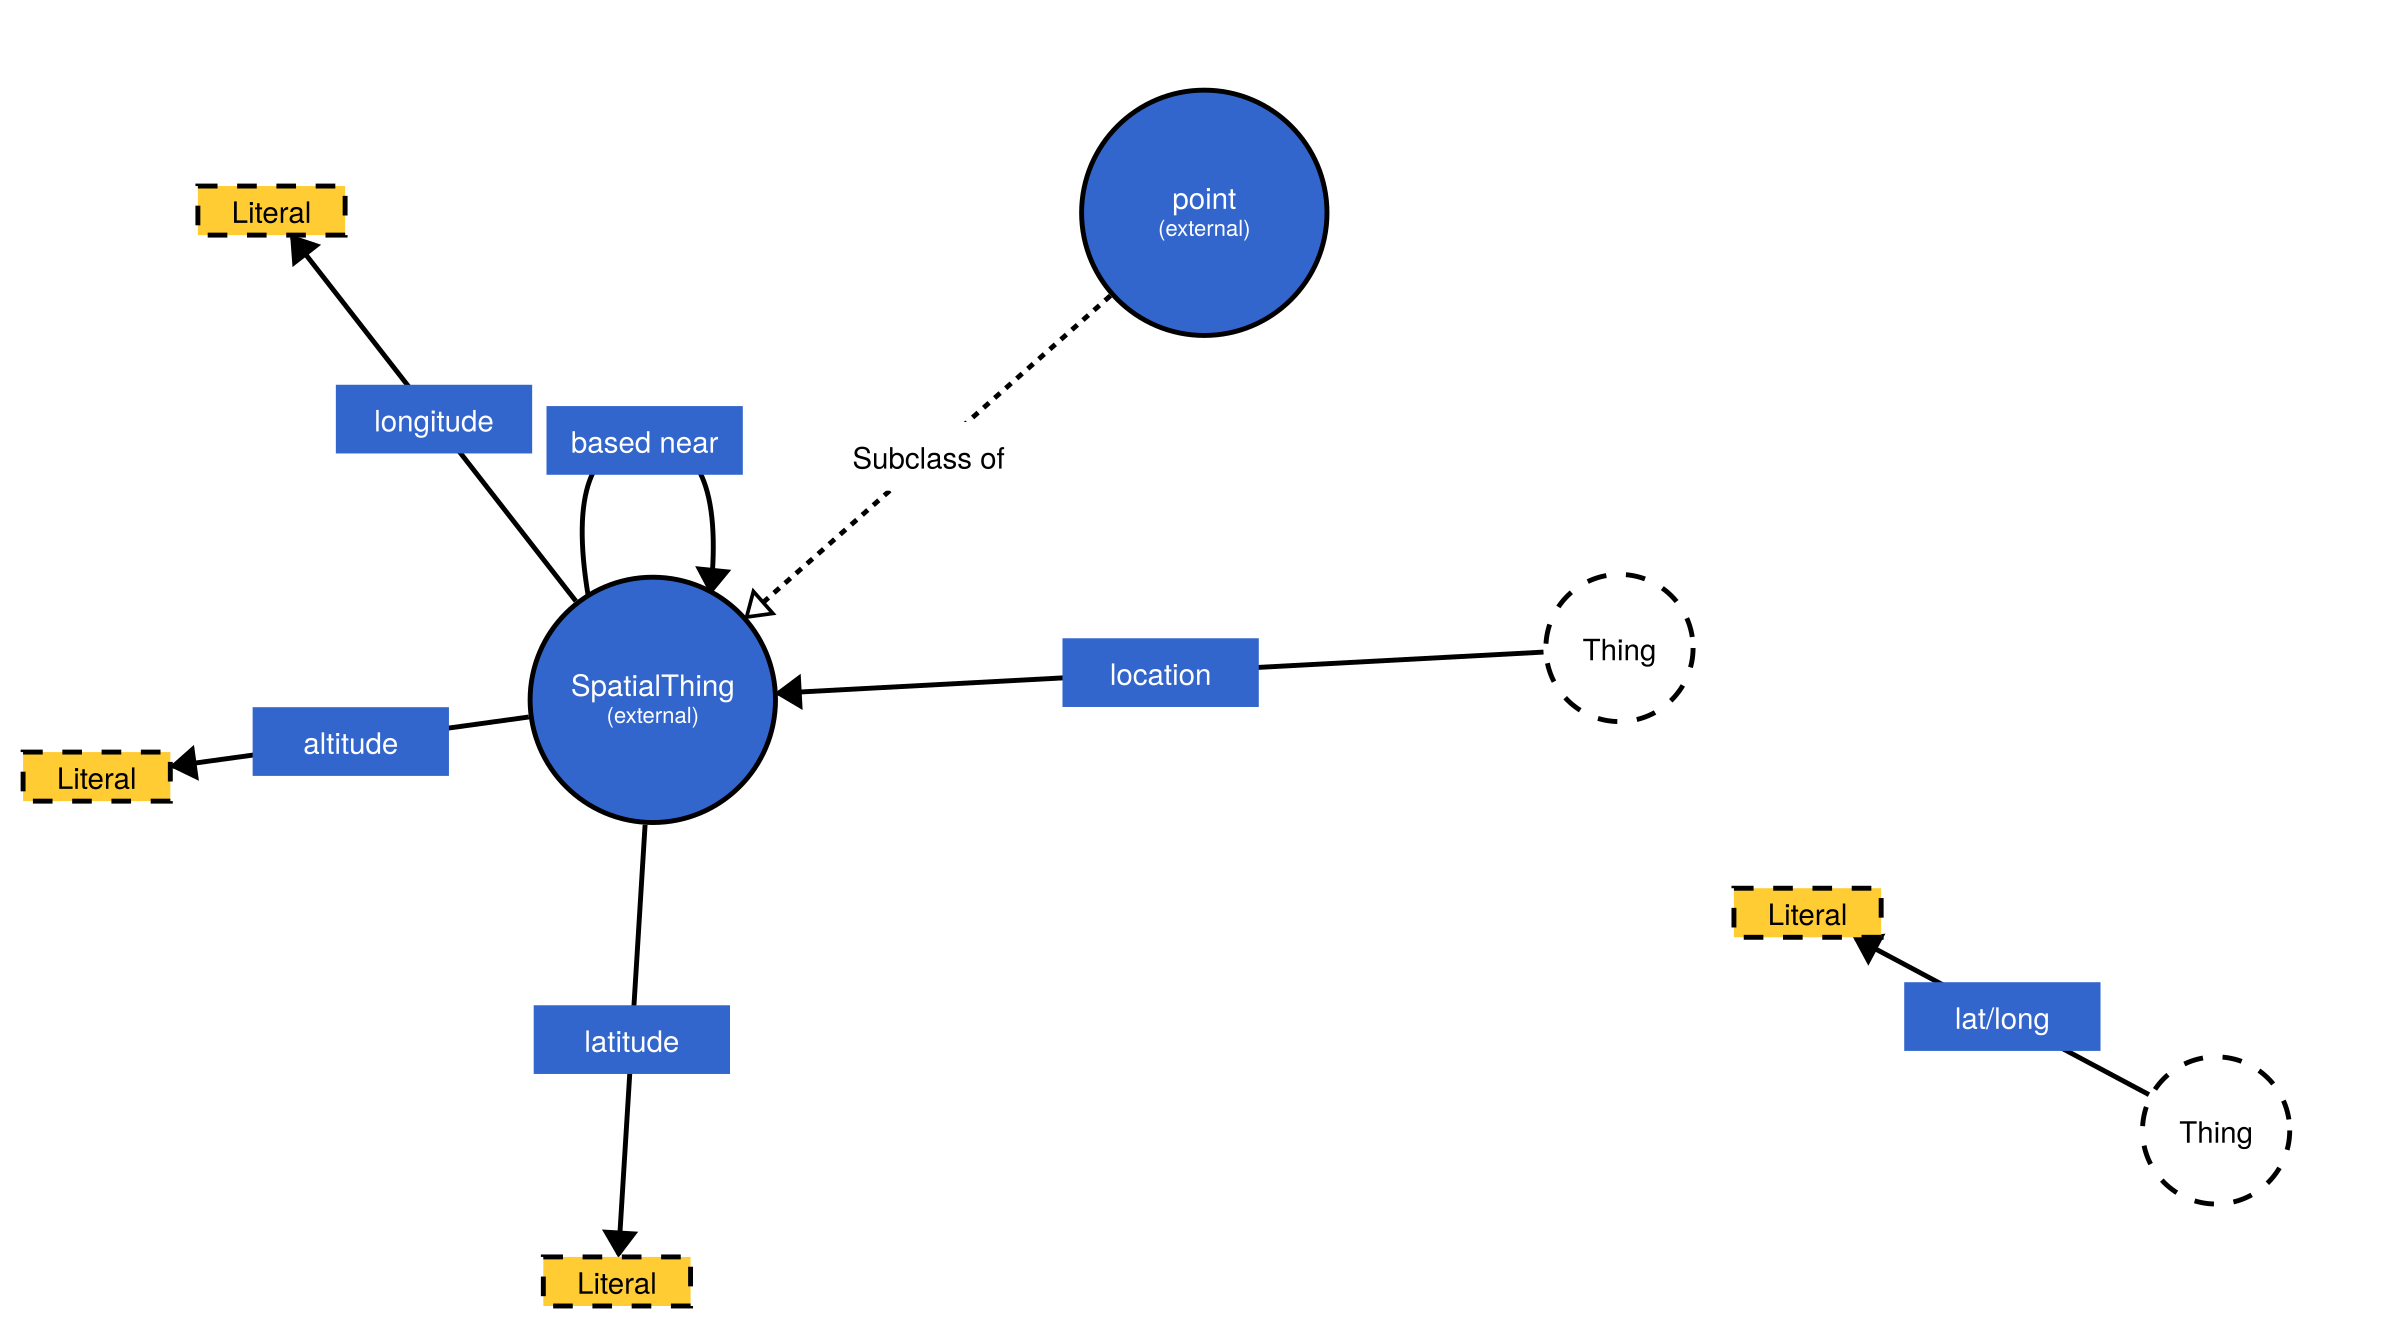 point
(external)
Literal
longitude
based near
Subclass of
SpatialThing
(external)
location
Thing
altitude
Literal
Literal
lat/long
latitude
Thing
Literal